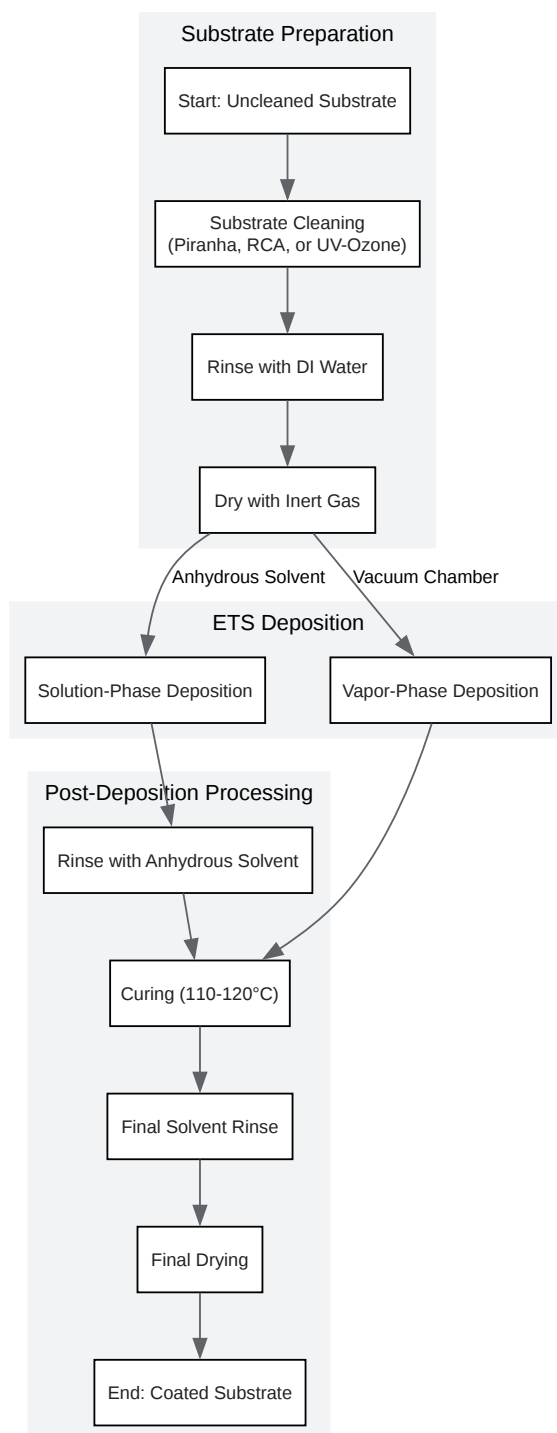 Substrate Preparation
Start: Uncleaned Substrate
Substrate Cleaning
(Piranha, RCA, or UV-Ozone)
Rinse with DI Water
Dry with Inert Gas
Anhydrous Solvent
Vacuum Chamber
ETS Deposition
Solution-Phase Deposition
Vapor-Phase Deposition
Post-Deposition Processing
Rinse with Anhydrous Solvent
Curing (110-120°C)
Final Solvent Rinse
Final Drying
End: Coated Substrate